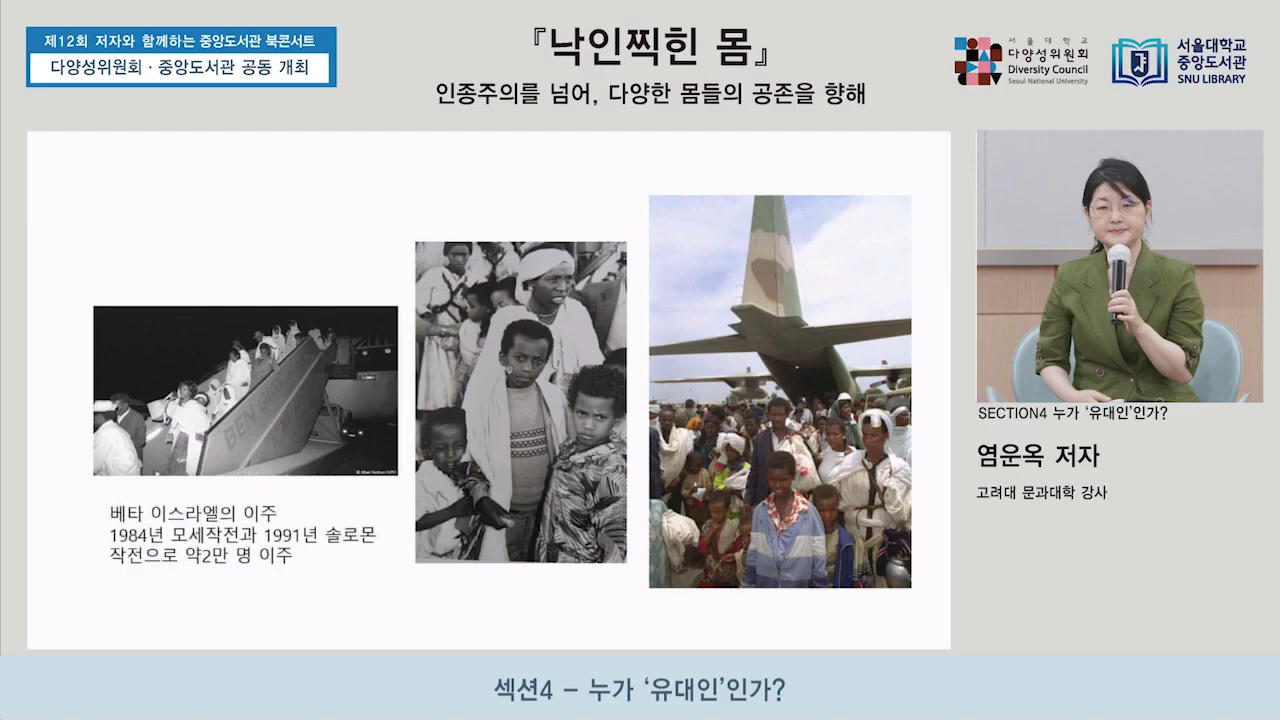 제12회 저자와 함께하는 중앙도서관 북콘서트
다양성위원회 · 중앙도서관 공동 개최
『낙인찍힌 몸』
인종주의를 넘어, 다양한 몸들의 공존을 향해
서울대학교
다양성위원회
Diversity Council
Seoul National University
서울대학교
중앙도서관
SNU LIBRARY
BEN GURION
베타 이스라엘의 이주
1984년 모세작전과 1991년 솔로몬
작전으로 약2만 명 이주
SECTION4 누가 ‘유대인’인가?
염운옥 저자
고려대 문과대학 강사
섹션4 – 누가 ‘유대인’인가?